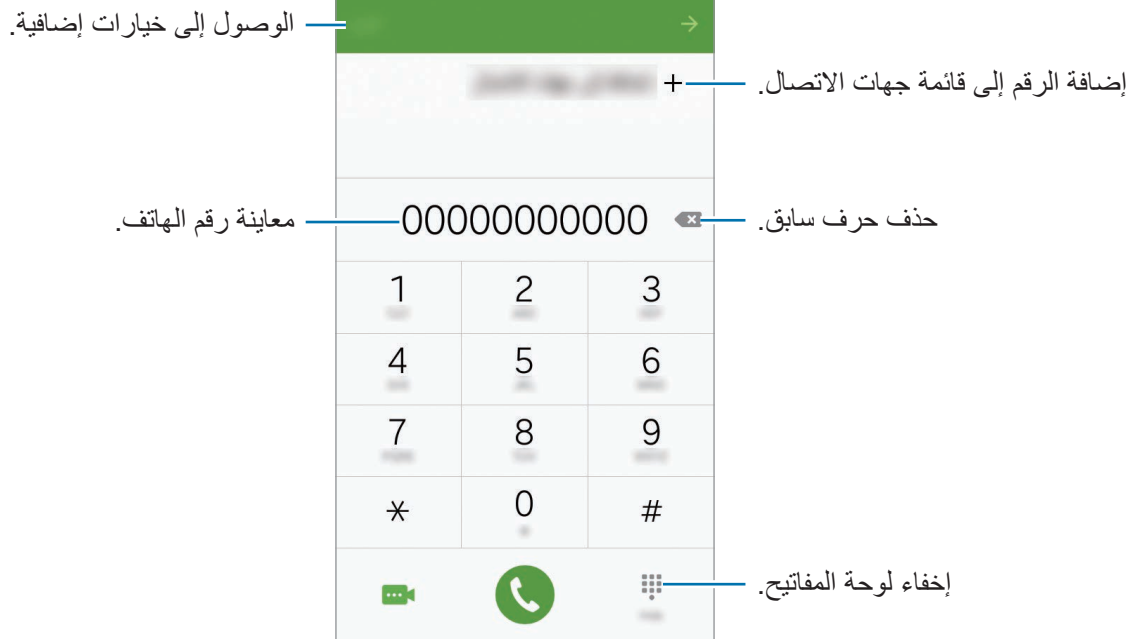 الوصول إلى خيارات إضافية.
+
إضافة الرقم إلى قائمة جهات الاتصال.
معاينة رقم الهاتف.
00000000000
حذف حرف سابق.
1 2 3
4 5 6
7 8 9
* 0 #
إخفاء لوحة المفاتيح.